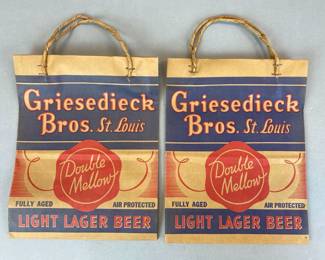 Griesedieck
Bros. St. Louis
Double
Mellow
FULLY AGED AIR PROTECTED
LIGHT LAGER BEER
Griesedieck
Bros. St. Louis
Double
Mellow
FULLY AGED AIR PROTECTED
LIGHT LAGER BEER